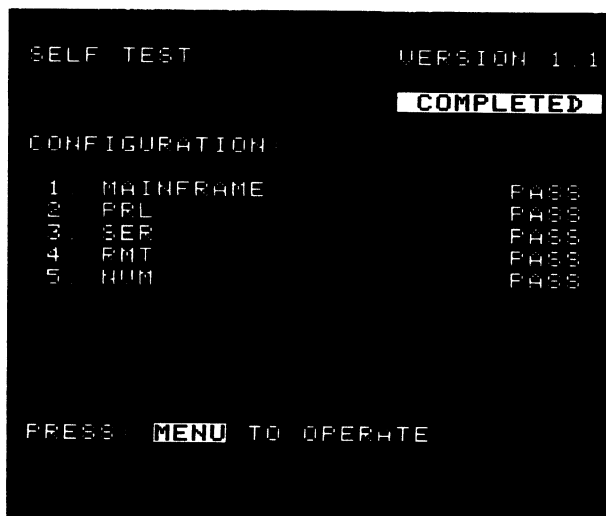 SELF TEST VERSION 1.1
COMPLETED
CONFIGURATION:
1. MAINFRAME PASS
2. PRL PASS
3. SER PASS
4. RMT PASS
5. NUM PASS
PRESS: MENU TO OPERATE